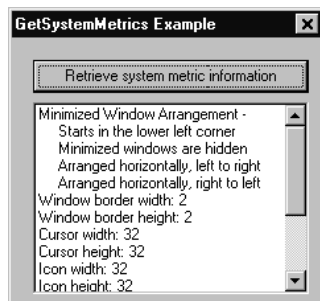 GetSystemMetrics Example
Retrieve system metric information
Minimized Window Arrangement -
Starts in the lower left corner
Minimized windows are hidden
Arranged horizontally, left to right
Arranged horizontally, right to left
Window border width: 2
Window border height: 2
Cursor width: 32
Cursor height: 32
Icon width: 32
Icon height: 32